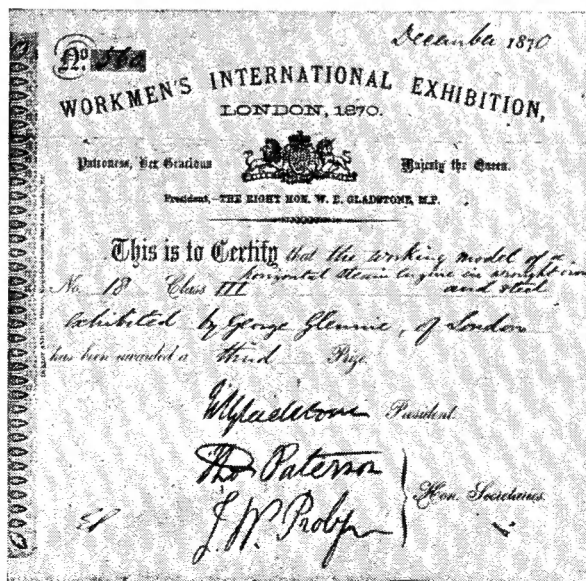 December 1870
No 560
WORKMEN'S INTERNATIONAL EXHIBITION,
LONDON, 1870.
Patroness, Her Gracious Majesty the Queen.
President,—THE RIGHT HON. W. E. GLADSTONE, M.P.
This is to Certify that the working model of a
horizontal steam engine in wrought iron
No. 18 Class III and steel
exhibited by George Glennie, of London
has been awarded a third Prize.
W E Gladstone President.
Tho Paterson
Hon. Secretaries.
J. W. Probyn